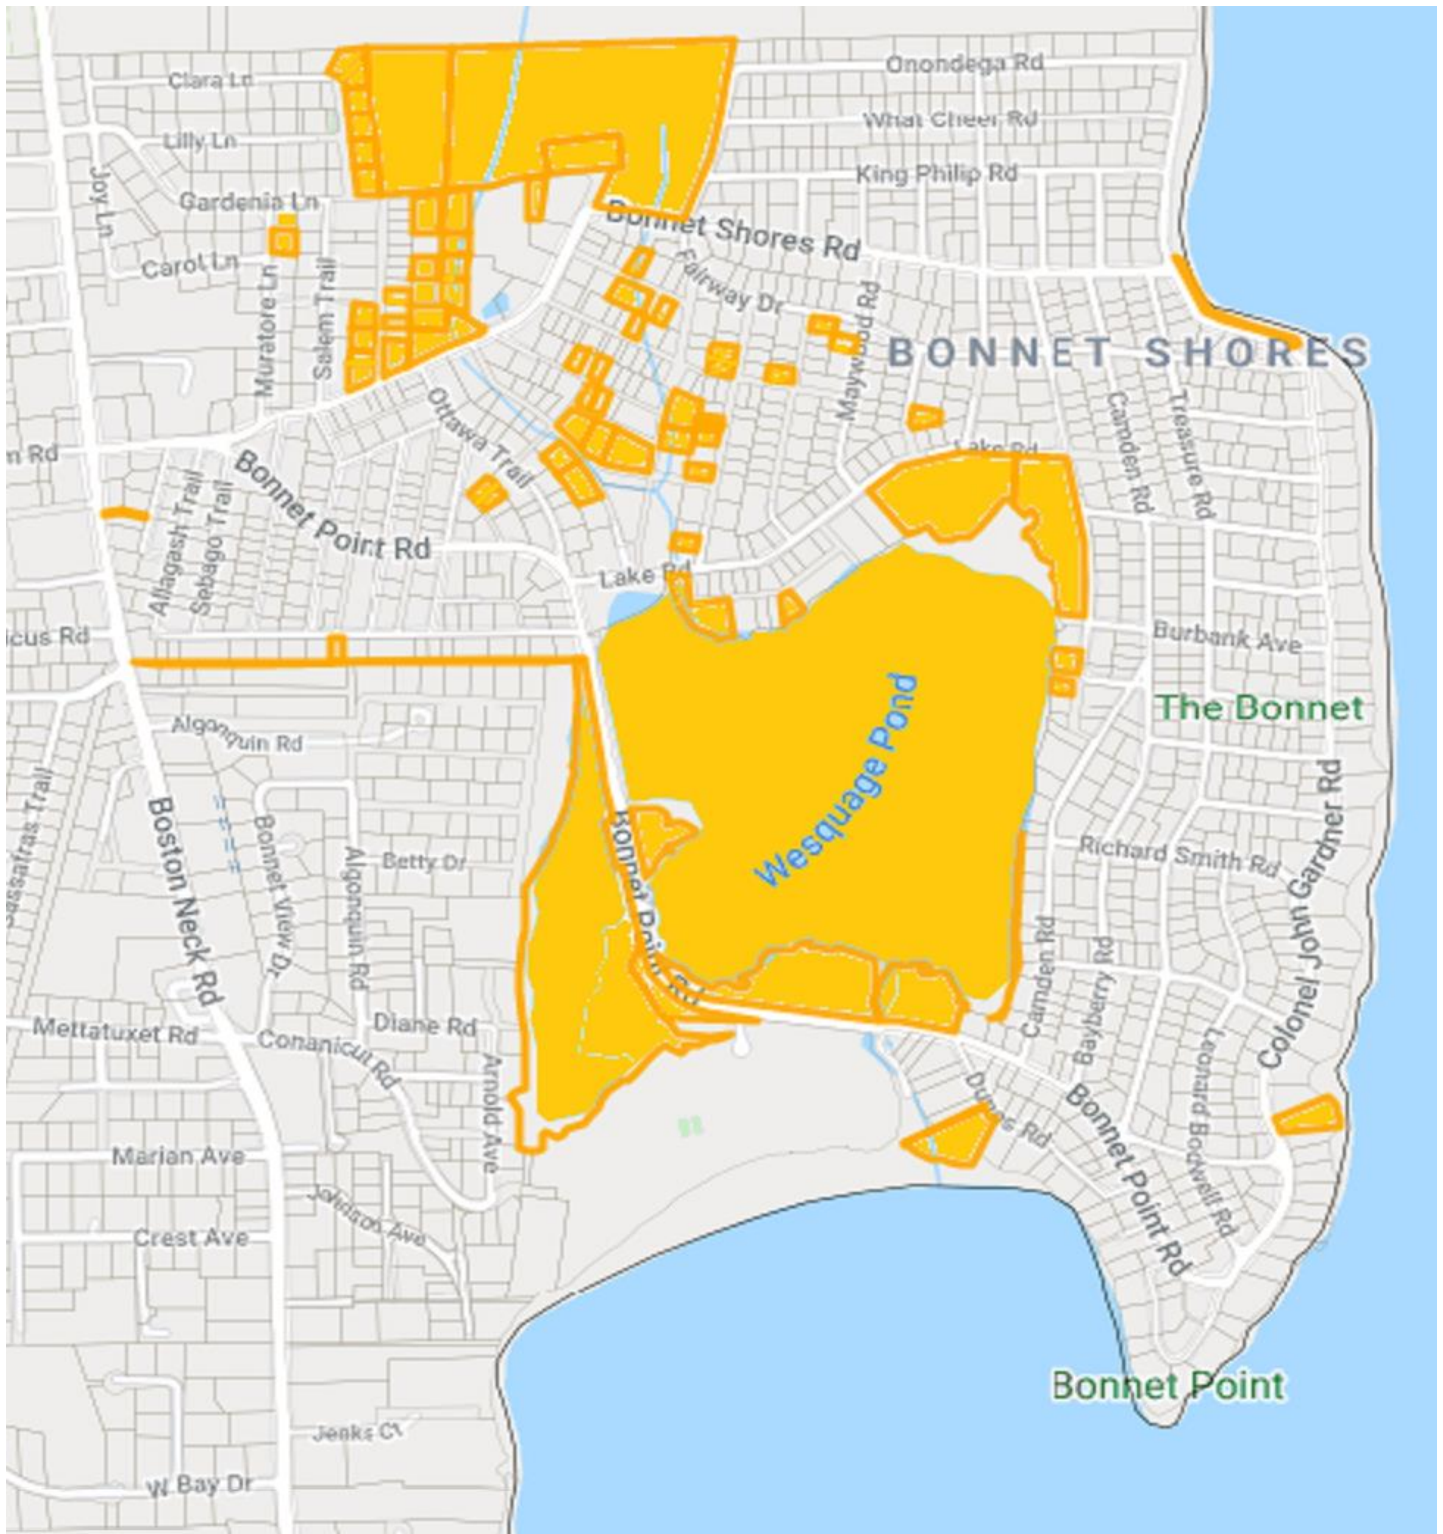 Clara Ln
Onondega Rd
What Cheer Rd
Lilly Ln
King Philip Rd
Joy Ln
Gardenia Ln
Bonnet Shores Rd
Carol Ln
Fairway Dr
Muratore Ln
Salem Trail
Maywood Rd
BONNET SHORES
Ottawa Trail
Camden Rd
Treasure Rd
Lake Rd
m Rd
Bonnet Point Rd
Allagash Trail
Sebago Trail
Lake Rd
icus Rd
Burbank Ave
The Bonnet
Wesquage Pond
Algonquin Rd
Sassafras Trail
Boston Neck Rd
Bonnet View Dr
Algonquin Rd
Betty Dr
Bonnet Point Rd
Richard Smith Rd
Colonel John Gardner Rd
Camden Rd
Bayberry Rd
Mettatuxet Rd
Conanicut Rd
Diane Rd
Arnold Ave
Leonard Bodwell Rd
Dunes Rd
Bonnet Point Rd
Marian Ave
Johnson Ave
Crest Ave
Bonnet Point
Jenks Ct
W Bay Dr